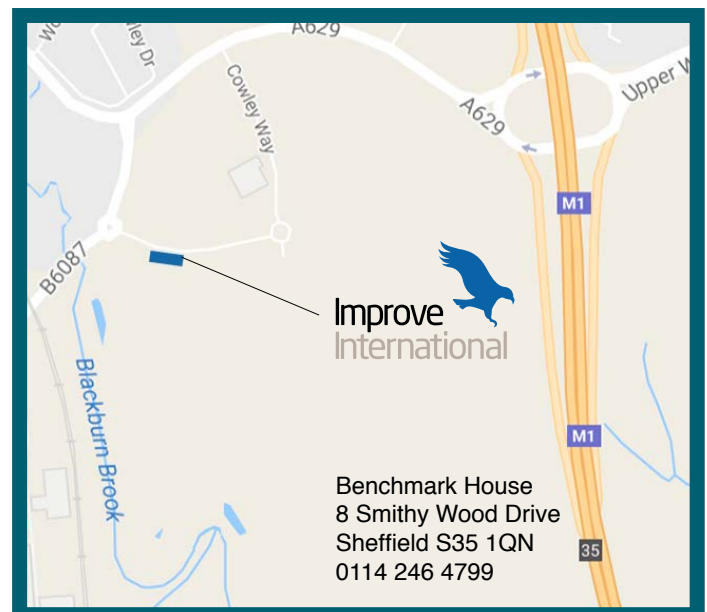 A629
Cowley Way
A629
M1
B6087
Improve
International
Blackburn Brook
M1
Benchmark House
8 Smithy Wood Drive
Sheffield S35 1QN
0114 246 4799
35